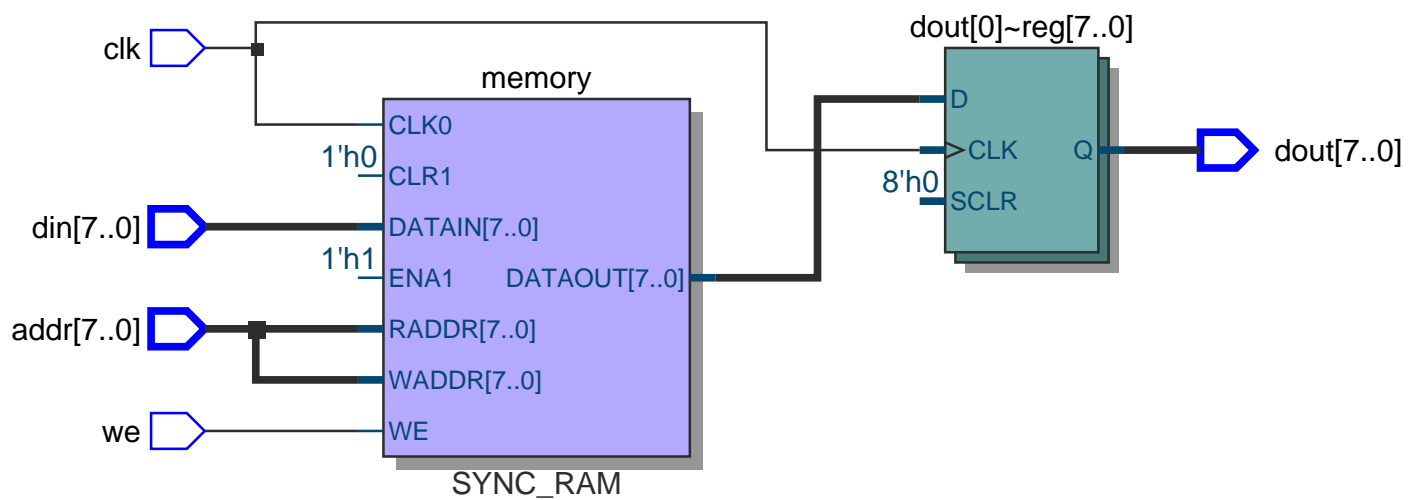 dout[0]~reg[7..0]
clk
memory
CLK0
D
1'h0
CLR1
CLK
Q
dout[7..0]
8'h0
SCLR
din[7..0]
DATAIN[7..0]
1'h1
ENA1
DATAOUT[7..0]
addr[7..0]
RADDR[7..0]
WADDR[7..0]
we
WE
SYNC_RAM